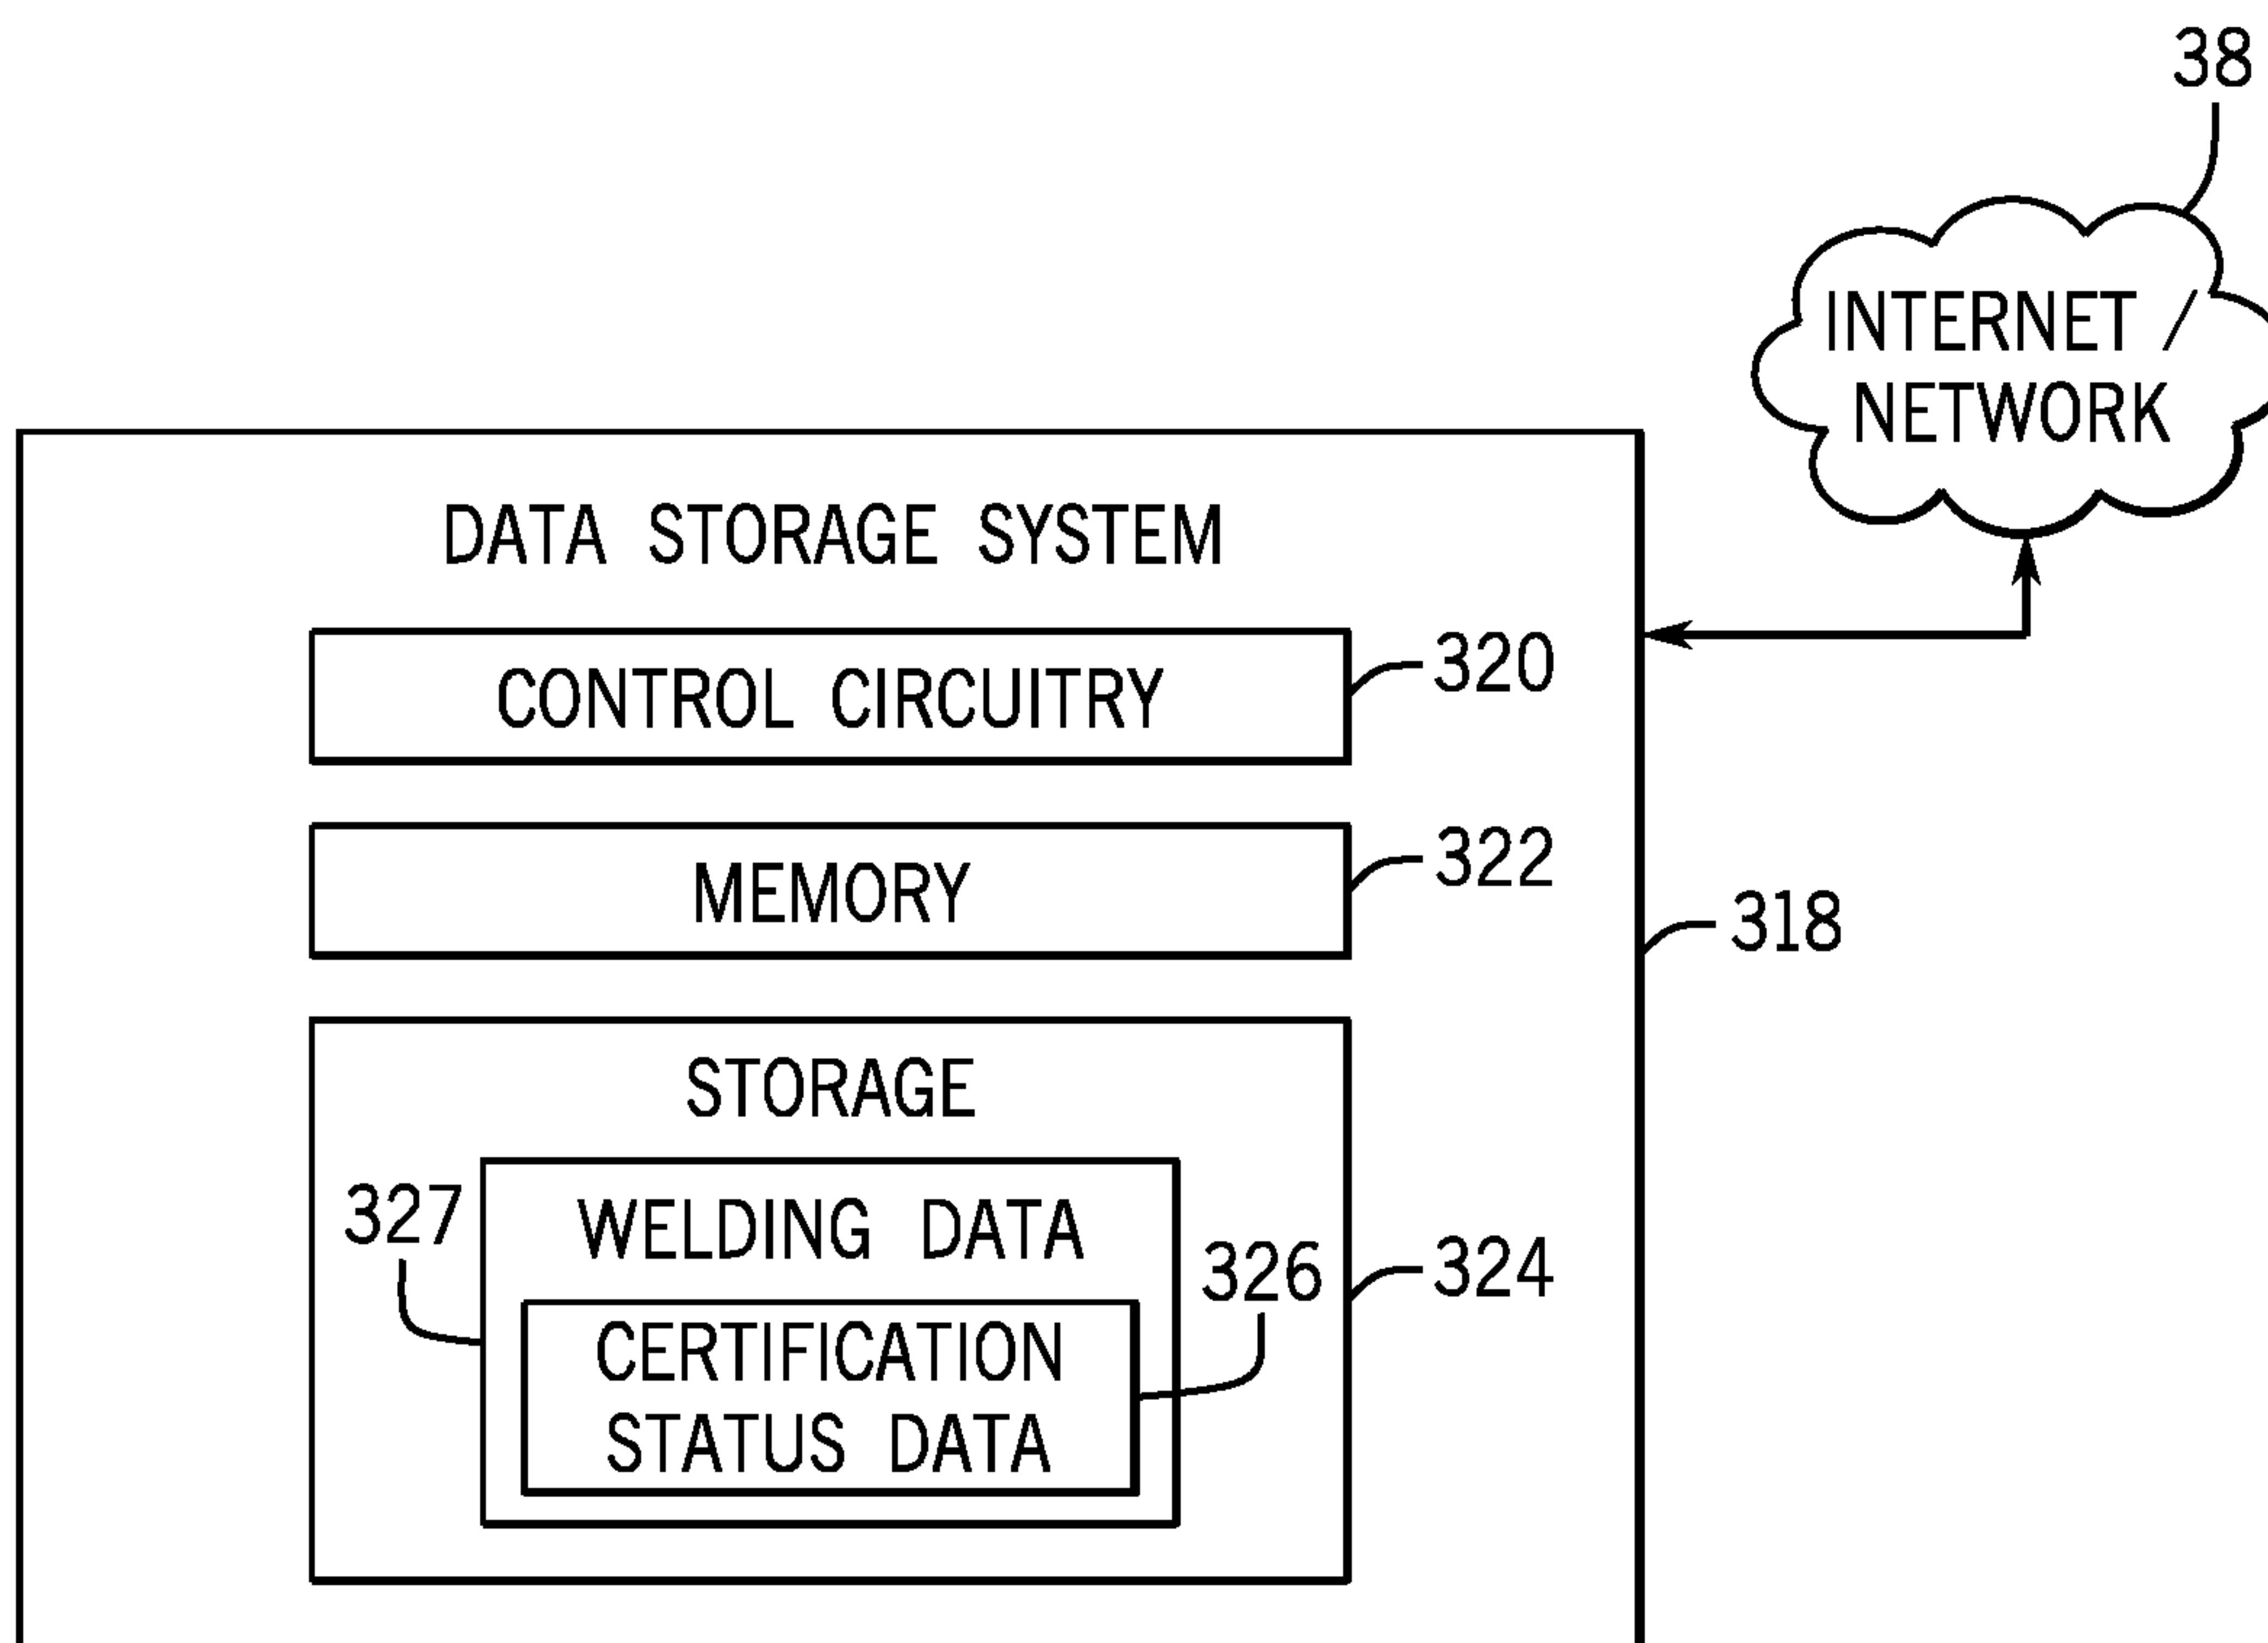 38
INTERNET /
NETWORK
DATA STORAGE SYSTEM
CONTROL CIRCUITRY
320
MEMORY
322
318
STORAGE
327
WELDING DATA
326
324
CERTIFICATION
STATUS DATA